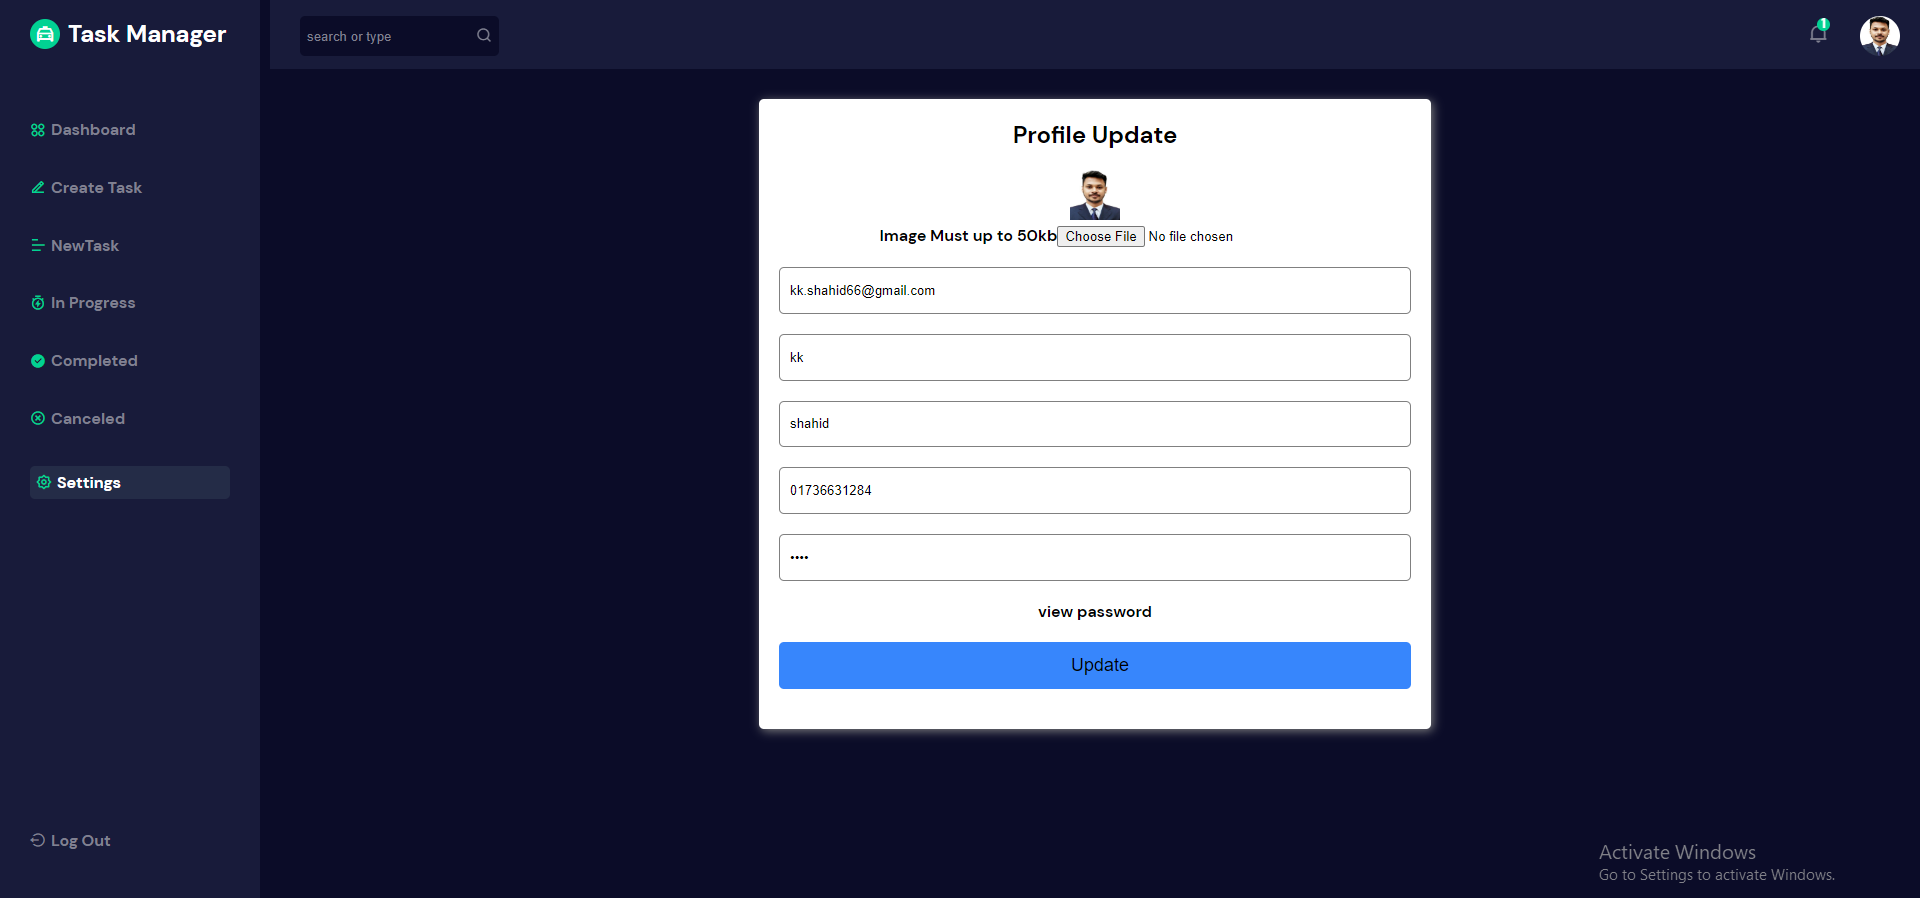 Task Manager
search or type
1
Dashboard
Create Task
NewTask
In Progress
Completed
Canceled
Settings
Log Out
Profile Update
Image Must up to 50kb Choose File No file chosen
kk.shahid66@gmail.com
kk
shahid
01736631284
••••
view password
Update
Activate Windows
Go to Settings to activate Windows.